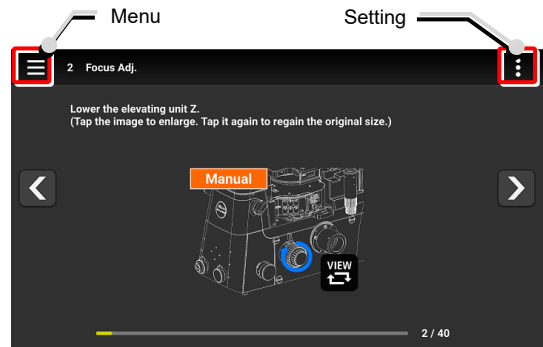 Menu
Setting
2 Focus Adj.
Lower the elevating unit Z.
(Tap the image to enlarge. Tap it again to regain the original size.)
Manual
VIEW
2 / 40